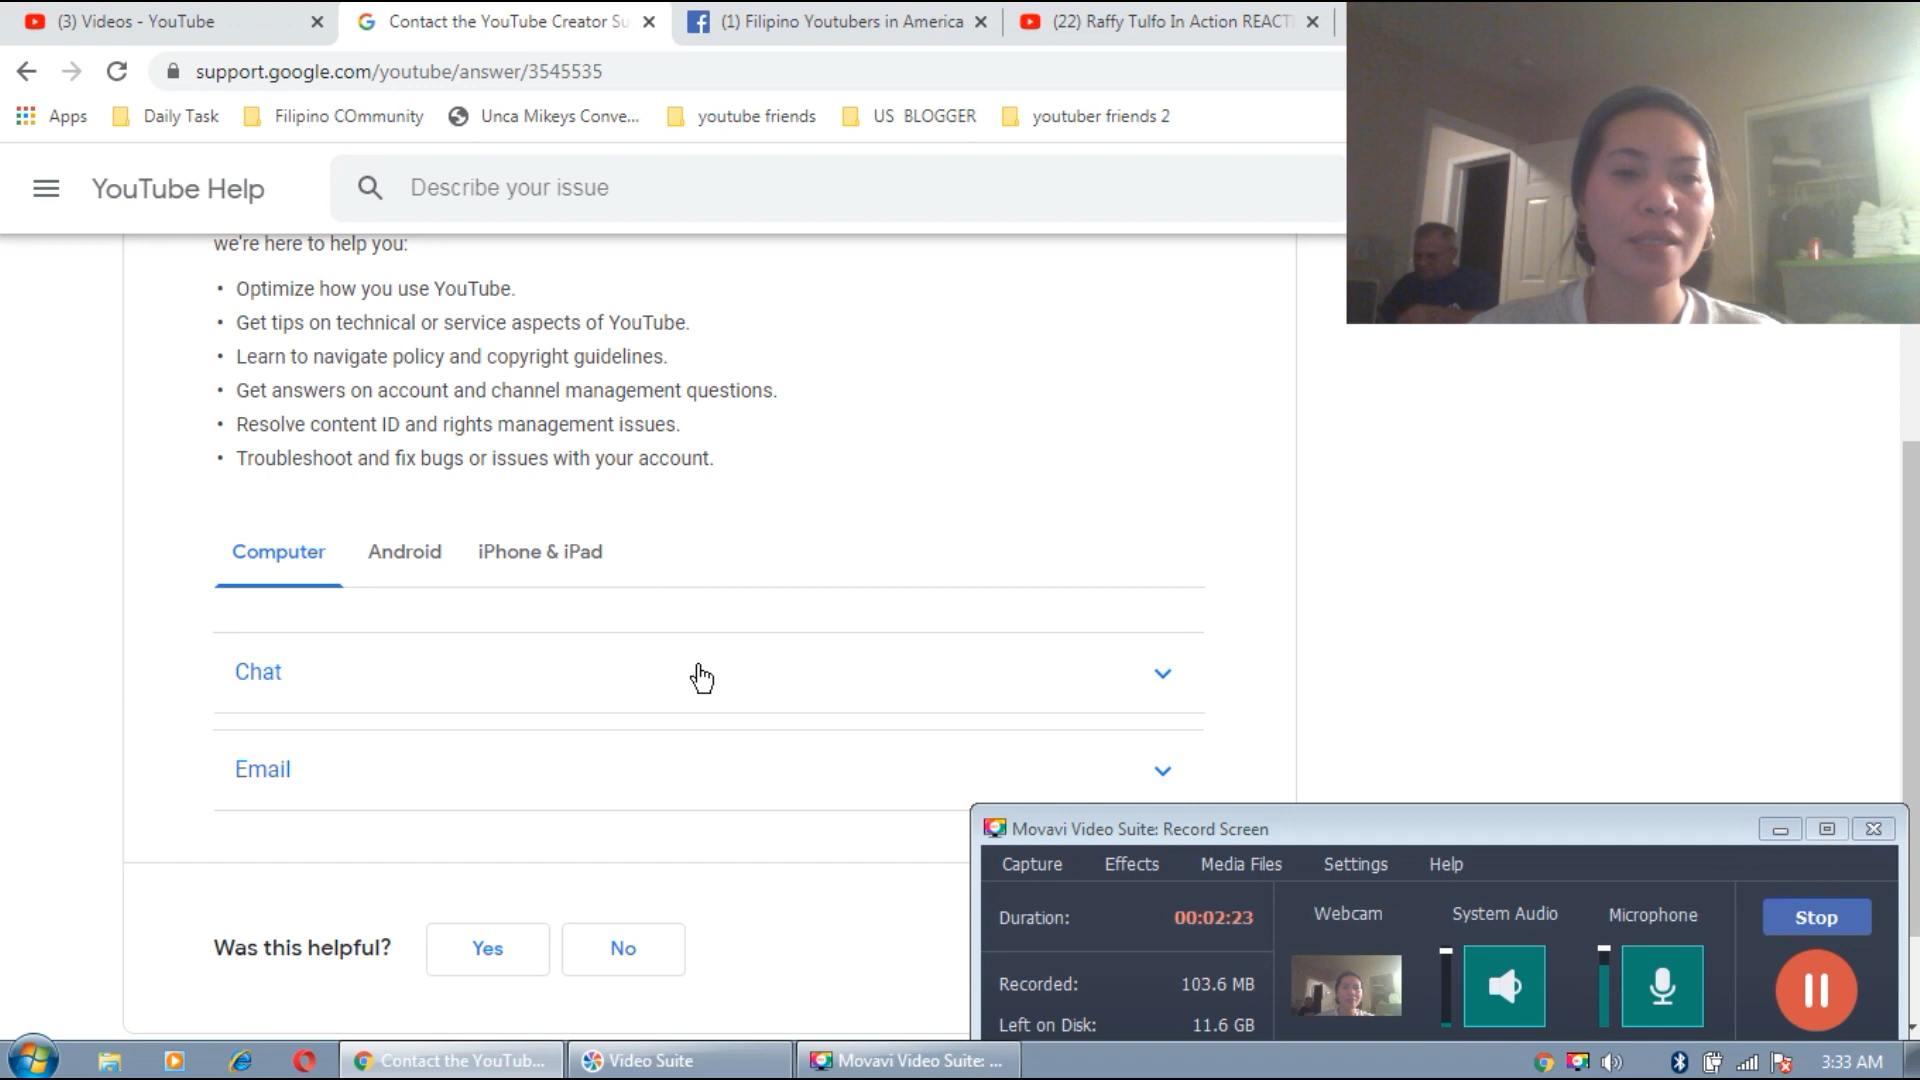 (3) Videos - YouTube
Contact the YouTube Creator Su
(1) Filipino Youtubers in America
(22) Raffy Tulfo In Action REACTI
support.google.com/youtube/answer/3545535
Apps
Daily Task
Filipino COmmunity
Unca Mikeys Conve...
youtube friends
US BLOGGER
youtuber friends 2
YouTube Help
Describe your issue
we're here to help you:
• Optimize how you use YouTube.
• Get tips on technical or service aspects of YouTube.
• Learn to navigate policy and copyright guidelines.
• Get answers on account and channel management questions.
• Resolve content ID and rights management issues.
• Troubleshoot and fix bugs or issues with your account.
Computer
Android
iPhone & iPad
Chat
Email
Was this helpful?
Yes
No
Movavi Video Suite: Record Screen
Capture
Effects
Media Files
Settings
Help
Duration:
00:02:23
Recorded:
103.6 MB
Left on Disk:
11.6 GB
Webcam
System Audio
Microphone
Stop
Contact the YouTub...
Video Suite
Movavi Video Suite: ...
3:33 AM